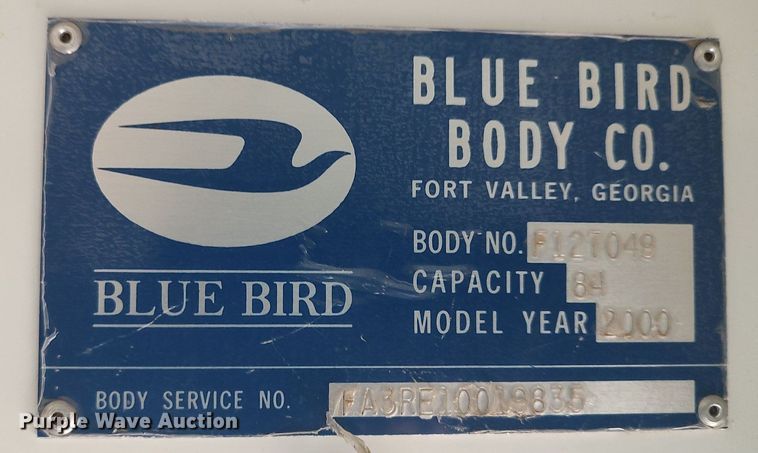 BLUE BIRD
BODY CO.
FORT VALLEY, GEORGIA
BODY NO. F127049
CAPACITY 84
MODEL YEAR 2000
BLUE BIRD
BODY SERVICE NO.
Purple Wave Auction